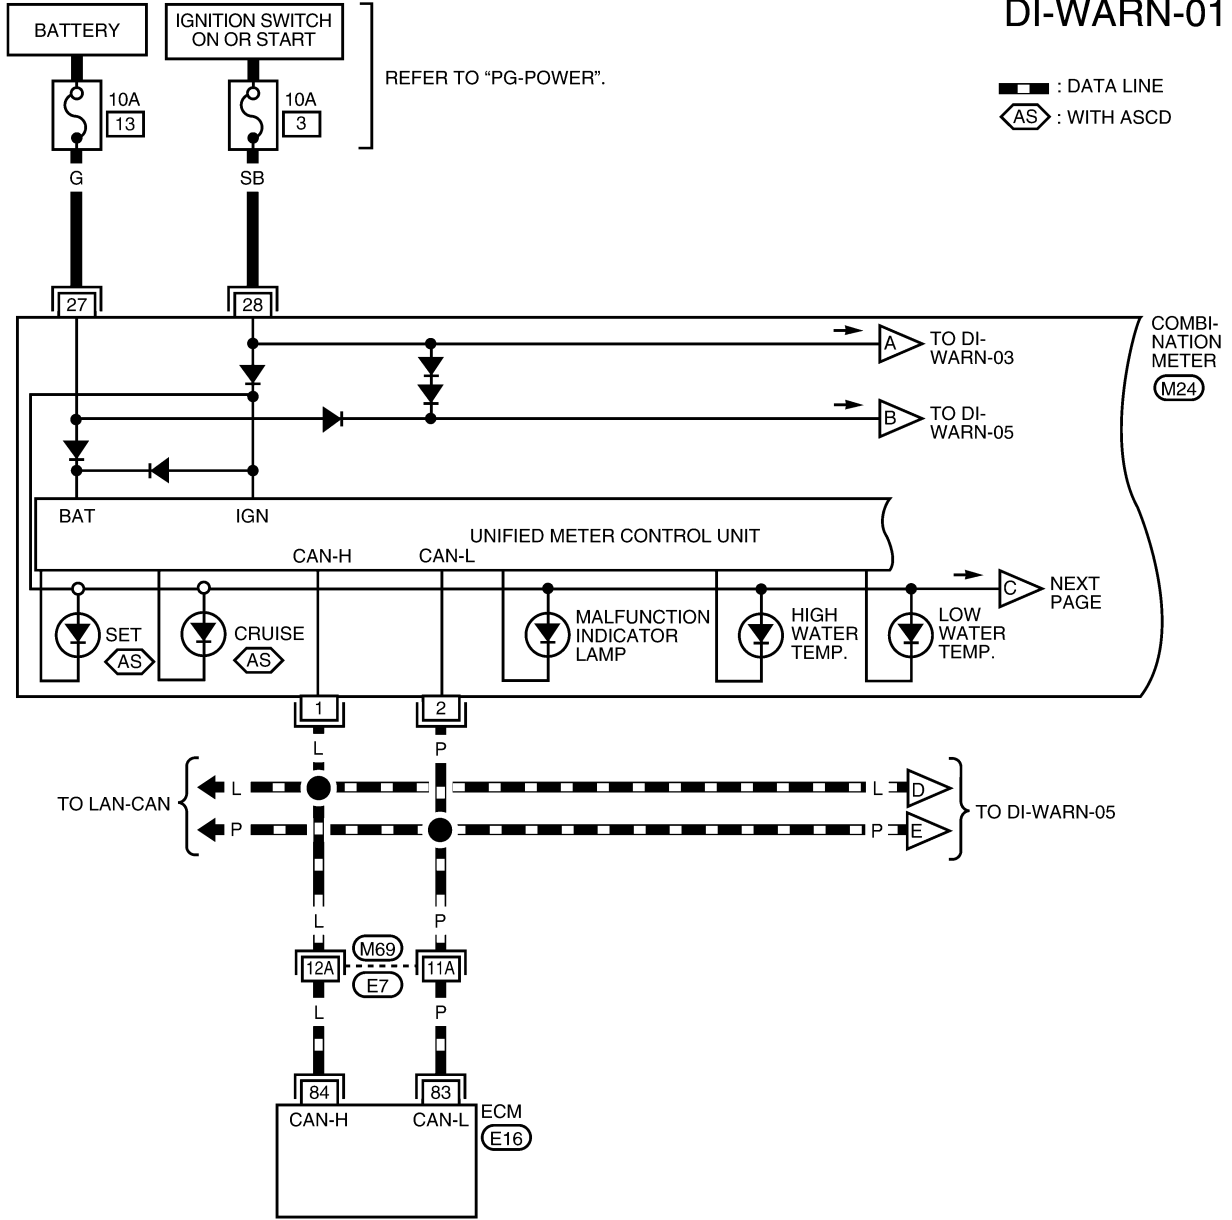 DI-WARN-01
BATTERY
IGNITION SWITCH
ON OR START
REFER TO “PG-POWER”.
: DATA LINE
AS : WITH ASCD
10A
13
10A
3
G
SB
27
28
COMBI-
NATION
METER
M24
A
TO DI-
WARN-03
B
TO DI-
WARN-05
BAT
IGN
UNIFIED METER CONTROL UNIT
CAN-H
CAN-L
C
NEXT
PAGE
SET
AS
CRUISE
AS
MALFUNCTION
INDICATOR
LAMP
HIGH
WATER
TEMP.
LOW
WATER
TEMP.
1
2
L
P
TO LAN-CAN
L
L
D
P
P
E
TO DI-WARN-05
L
P
M69
12A
11A
E7
L
P
84
83
CAN-H
CAN-L
ECM
E16